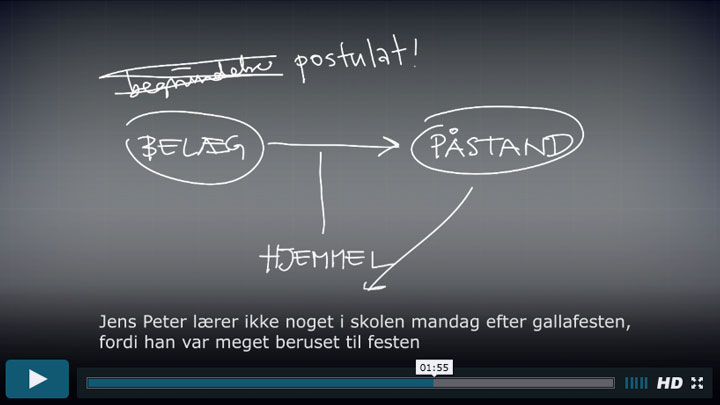 begrundelse postulat!
BELÆG PÅSTAND
HJEMMEL
Jens Peter lærer ikke noget i skolen mandag efter gallafesten,
fordi han var meget beruset til festen
01:55
HD